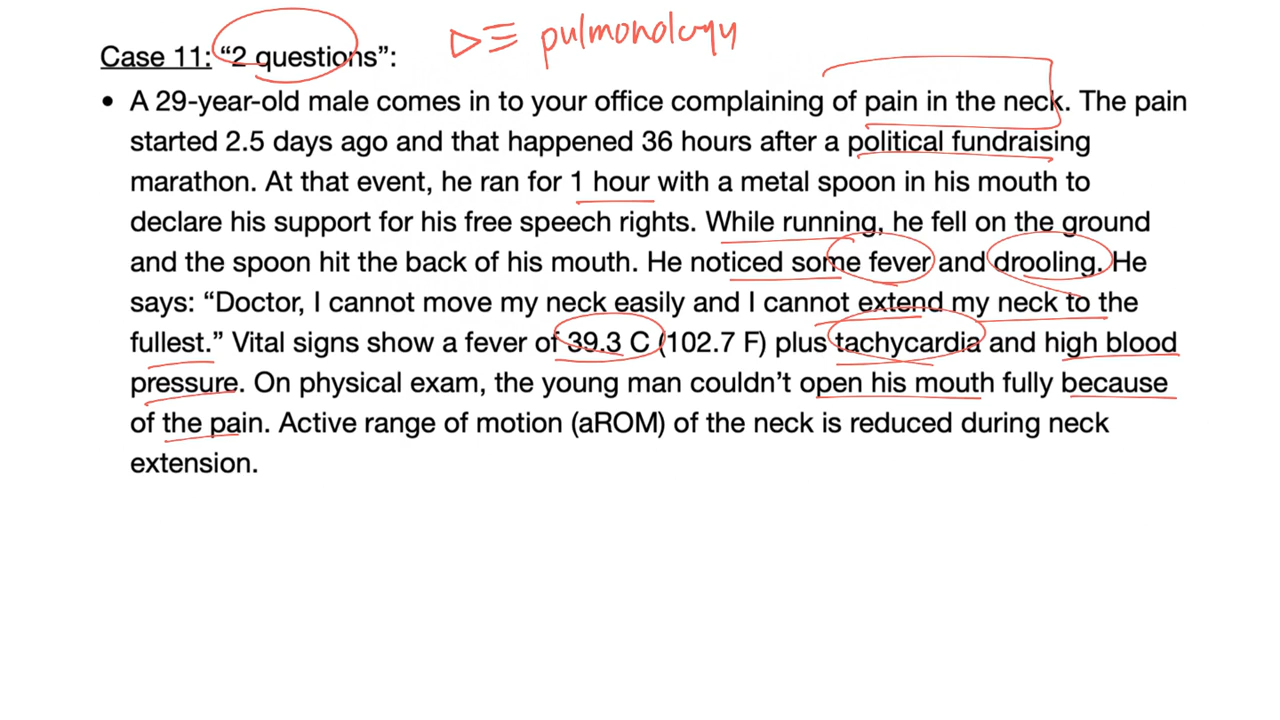 Case 11: “2 questions”:
▷≡ pulmonology
• A 29-year-old male comes in to your office complaining of pain in the neck. The pain
started 2.5 days ago and that happened 36 hours after a political fundraising
marathon. At that event, he ran for 1 hour with a metal spoon in his mouth to
declare his support for his free speech rights. While running, he fell on the ground
and the spoon hit the back of his mouth. He noticed some fever and drooling. He
says: “Doctor, I cannot move my neck easily and I cannot extend my neck to the
fullest.” Vital signs show a fever of 39.3 C (102.7 F) plus tachycardia and high blood
pressure. On physical exam, the young man couldn’t open his mouth fully because
of the pain. Active range of motion (aROM) of the neck is reduced during neck
extension.